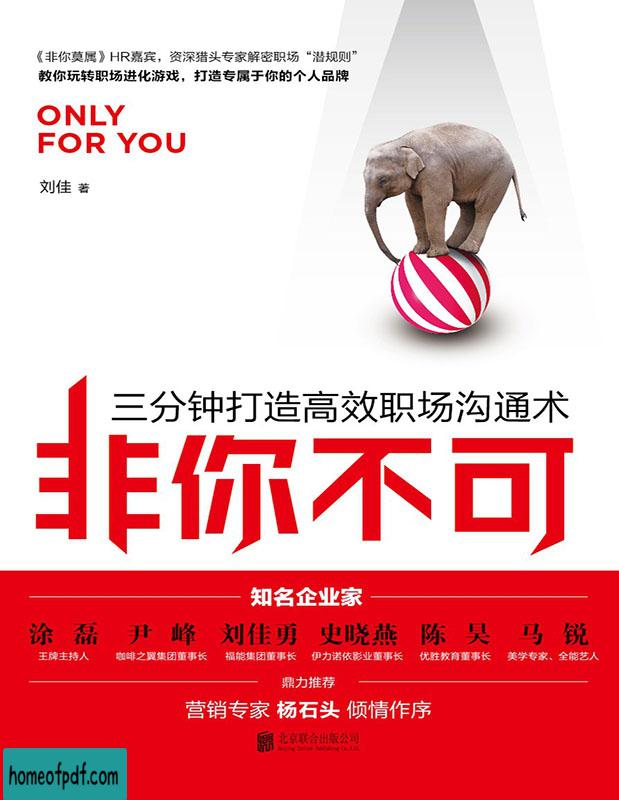 《非你莫属》HR嘉宾，资深猎头专家解密职场“潜规则”
教你玩转职场进化游戏，打造专属于你的个人品牌
ONLY
FOR YOU
刘佳 著
三分钟打造高效职场沟通术
非你不可
知名企业家
涂磊 尹峰 刘佳勇 史晓燕 陈昊 马锐
王牌主持人 咖啡之翼集团董事长 福能集团董事长 伊力诺依影业董事长 优胜教育董事长 美学专家、全能艺人
鼎力推荐
营销专家 杨石头 倾情作序
北京联合出版公司
Beijing United Publishing Co.,Ltd.
homeofpdf.com